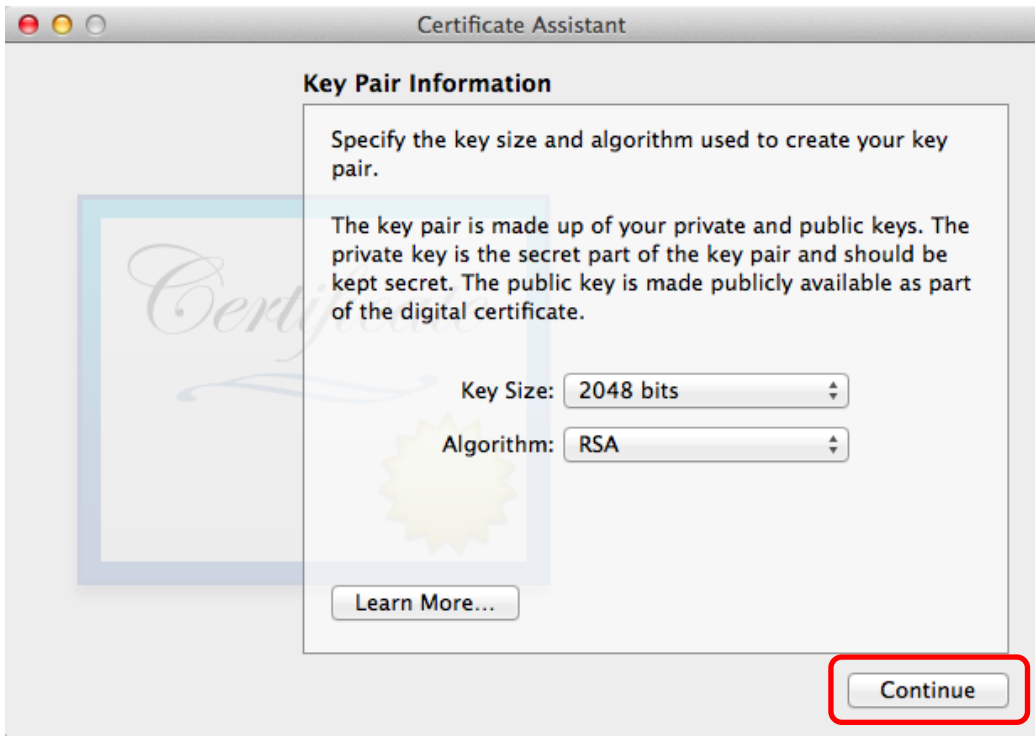 Certificate Assistant
Key Pair Information
Specify the key size and algorithm used to create your key
pair.
The key pair is made up of your private and public keys. The
private key is the secret part of the key pair and should be
kept secret. The public key is made publicly available as part
of the digital certificate.
Certificate
Key Size: 2048 bits
Algorithm: RSA
Learn More...
Continue